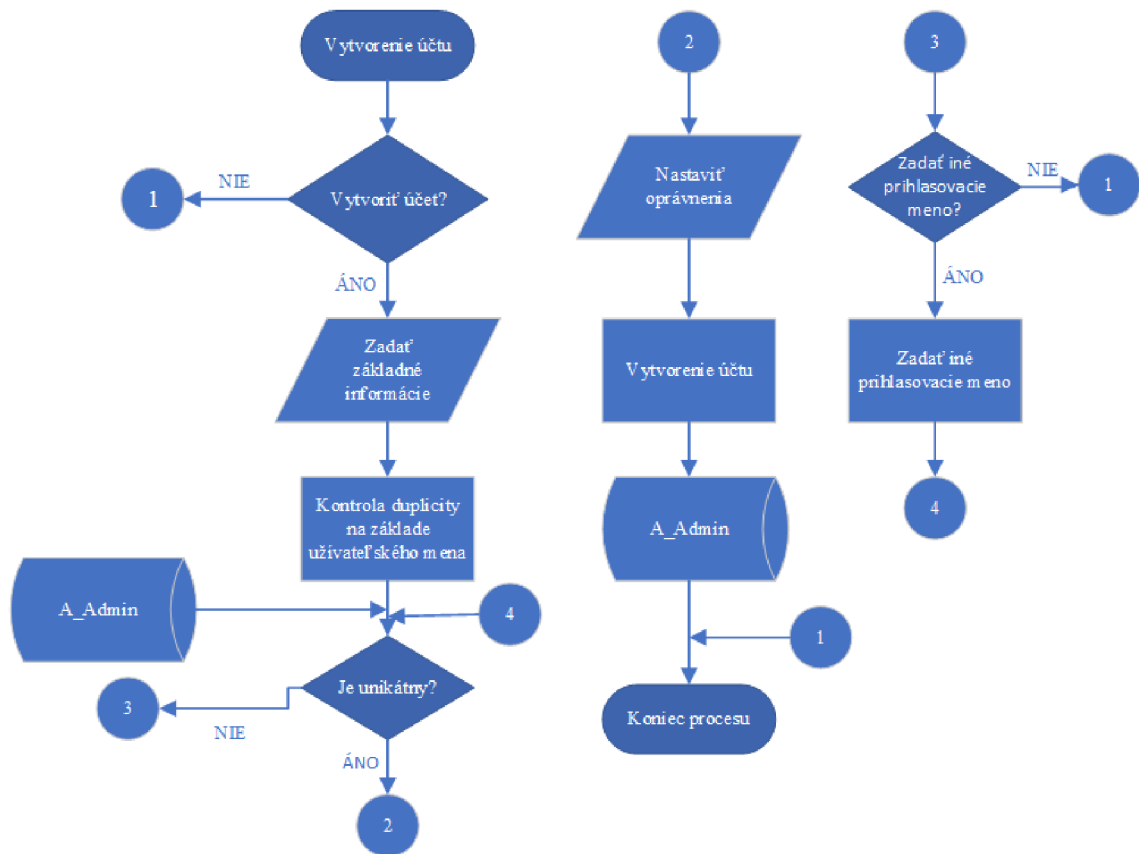 Vytvorenie účtu
NIE
1
Vytvoriť účet?
ÁNO
Zadať
základné
informácie
Kontrola duplicity
na základe
užívateľského mena
A_Admin
4
Je unikátny?
3
NIE
ÁNO
2
2
Nastaviť
oprávnenia
Vytvorenie účtu
A_Admin
1
Koniec procesu
3
Zadať iné
prihlasovacie
meno?
NIE
1
ÁNO
Zadať iné
prihlasovacie meno
4